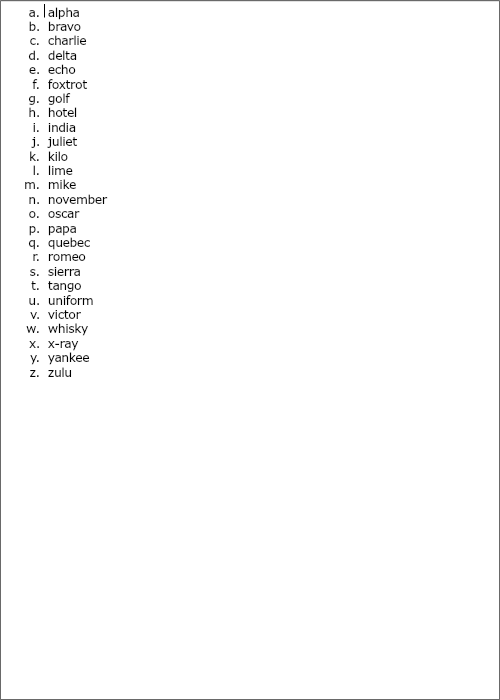 a. alpha
b. bravo
c. charlie
d. delta
e. echo
f. foxtrot
g. golf
h. hotel
i. india
j. juliet
k. kilo
l. lime
m. mike
n. november
o. oscar
p. papa
q. quebec
r. romeo
s. sierra
t. tango
u. uniform
v. victor
w. whisky
x. x-ray
y. yankee
z. zulu